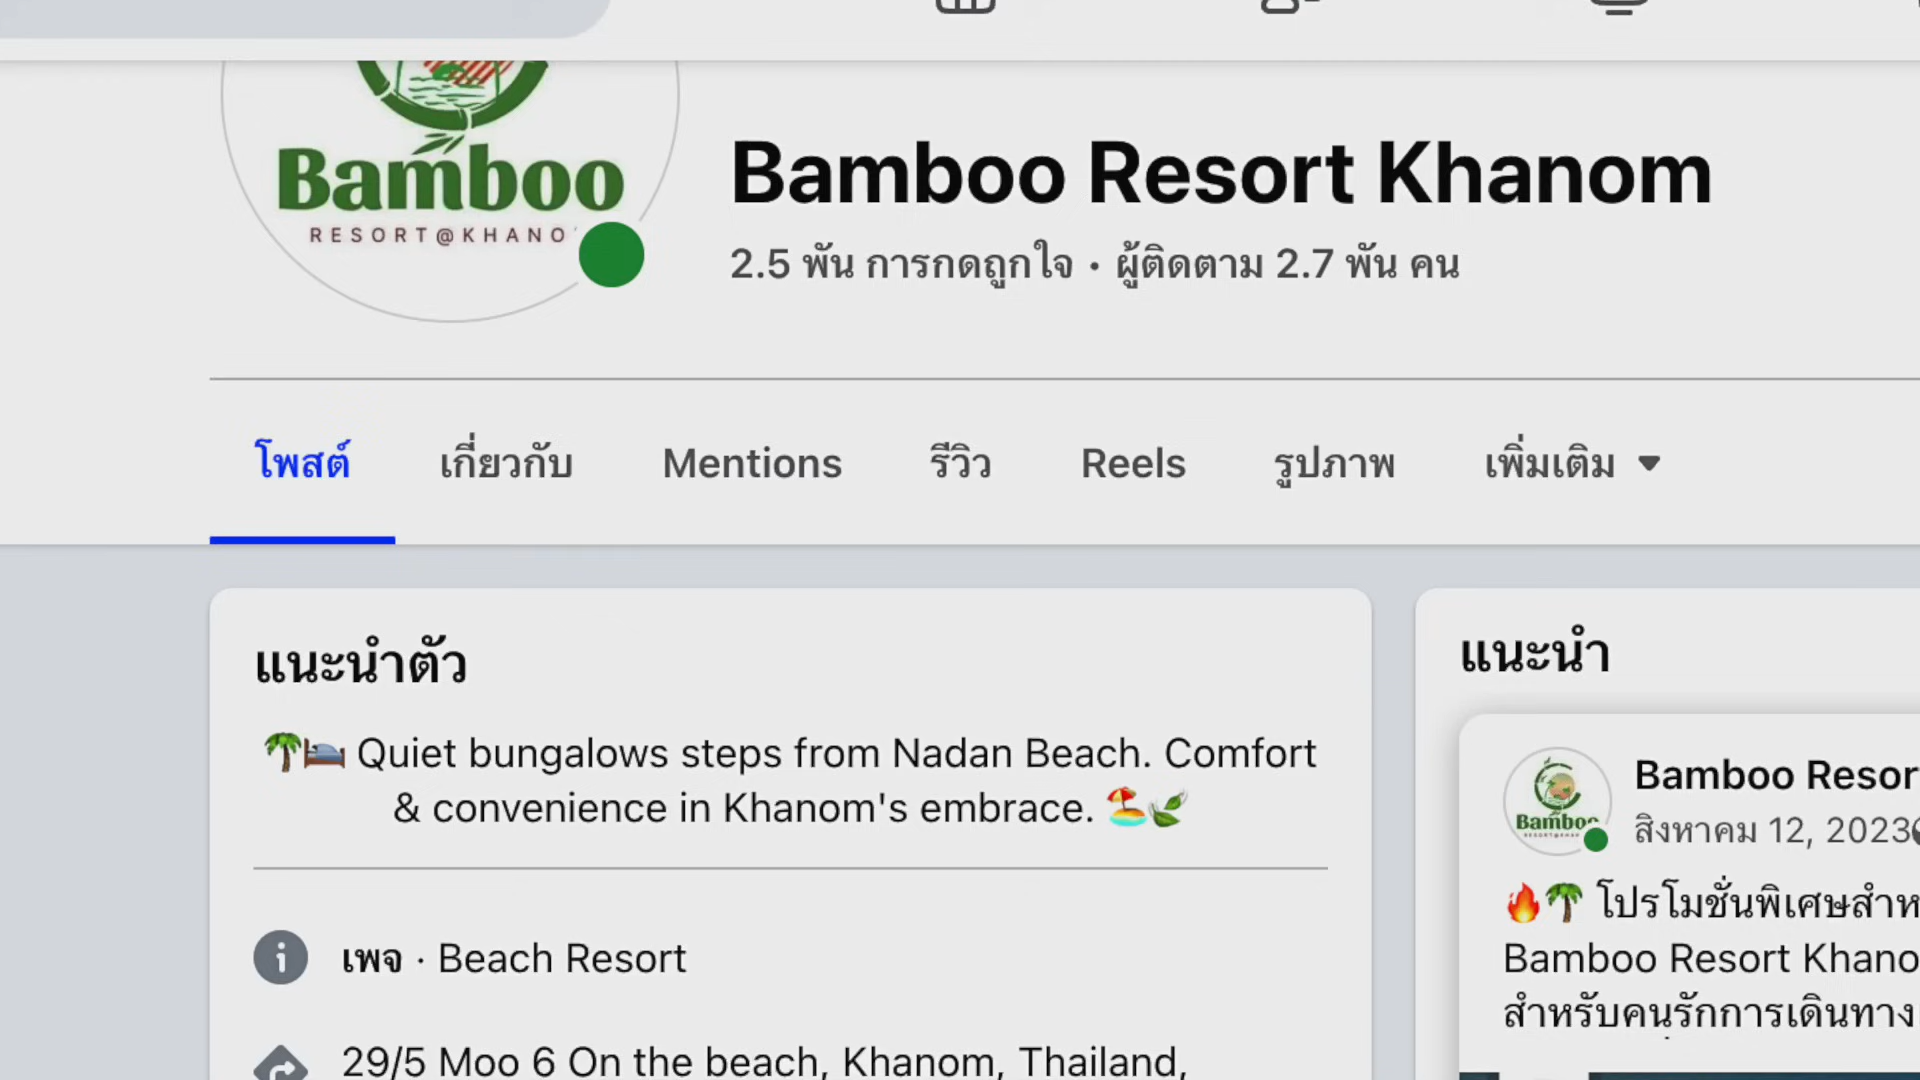 Bamboo
RESORT@KHANO
Bamboo Resort Khanom
2.5 พัน การกดถูกใจ · ผู้ติดตาม 2.7 พัน คน
โพสต์ เกี่ยวกับ Mentions รีวิว Reels รูปภาพ เพิ่มเติม
แนะนำตัว
🌴🛏️ Quiet bungalows steps from Nadan Beach. Comfort
& convenience in Khanom's embrace. 🏖️🍃
เพจ · Beach Resort
29/5 Moo 6 On the beach, Khanom, Thailand,
แนะนำ
Bamboo
Bamboo Resor
สิงหาคม 12, 2023
🔥🌴 โปรโมชั่นพิเศษสำห
Bamboo Resort Khano
สำหรับคนรักการเดินทาง